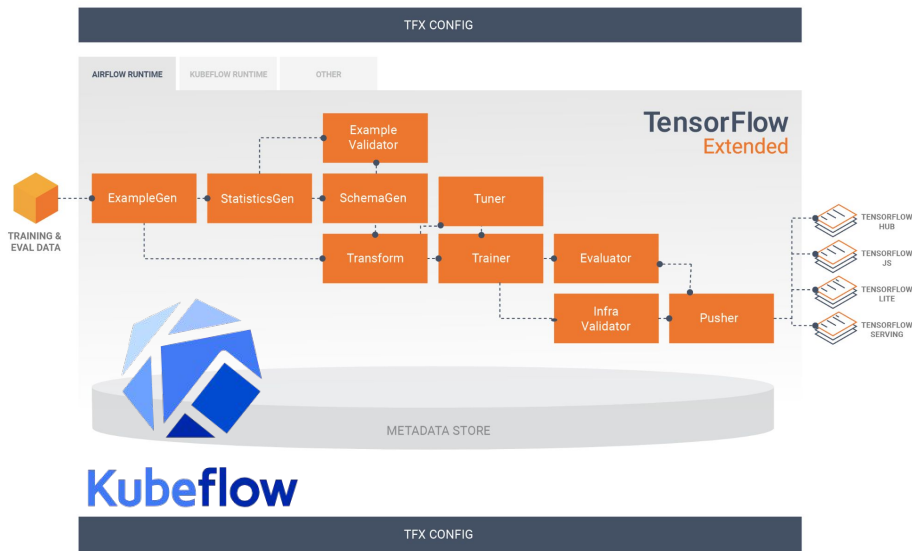 TFX CONFIG
AIRFLOW RUNTIME
KUBEFLOW RUNTIME
OTHER
TensorFlow
Extended
Example
Validator
ExampleGen
StatisticsGen
SchemaGen
Tuner
TRAINING &
EVAL DATA
Transform
Trainer
Evaluator
Infra
Validator
Pusher
TENSORFLOW
HUB
TENSORFLOW
JS
TENSORFLOW
LITE
TENSORFLOW
SERVING
METADATA STORE
Kubeflow
TFX CONFIG